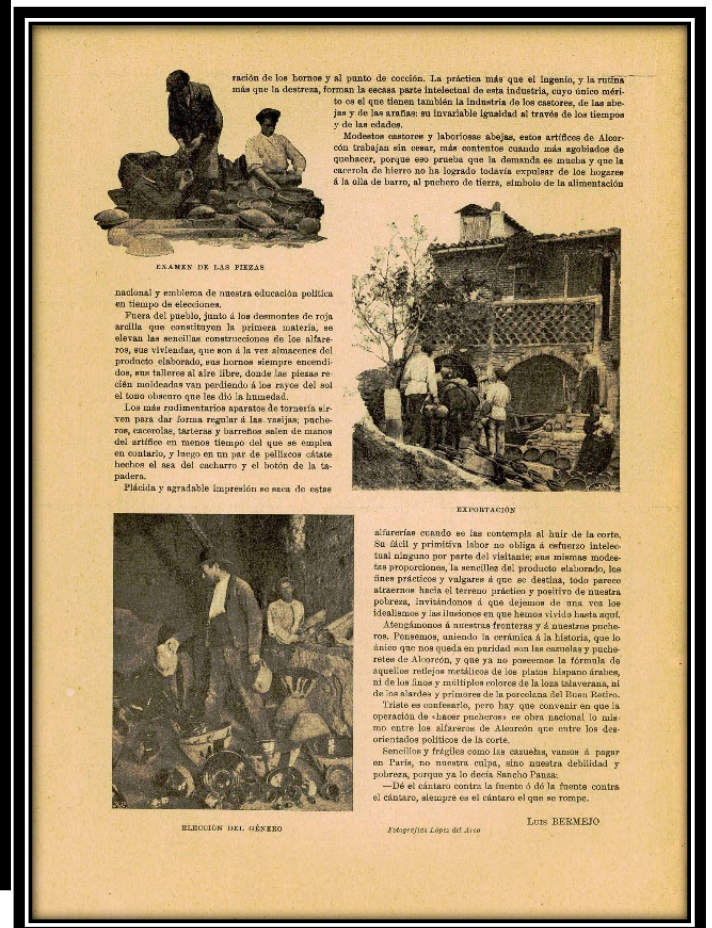 ración de los hornos y al punto de cocción. La práctica más que el ingenio, y la rutina
más que la destreza, forman la escasa parte intelectual de esta industria, cuyo único méri-
to es el que tienen también la industria de los castores, de las abe-
jas y de las arañas: su invariable igualdad al través de los tiempos
y de las edades.
Modestos castores y laboriosas abejas, estos artífices de Alcor-
cón trabajan sin cesar, más contentos cuando más agobiados de
quehacer, porque eso prueba que la demanda es mucha y que la
cacerola de hierro no ha logrado todavía expulsar de los hogares
á la olla de barro, al puchero de tierra, símbolo de la alimentación
EXAMEN DE LAS PIEZAS
nacional y emblema de nuestra educación política
en tiempo de elecciones.
Fuera del pueblo, junto á los desmontes de roja
arcilla que constituyen la primera materia, se
elevan las sencillas construcciones de los alfare-
ros, sus viviendas, que son á la vez almacenes del
producto elaborado, sus hornos siempre encendi-
dos, sus talleres al aire libre, donde las piezas re-
cién moldeadas van perdiendo á los rayos del sol
el tono obscuro que les dió la humedad.
Los más rudimentarios aparatos de tornería sir-
ven para dar forma regular á las vasijas; puche-
ros, cacerolas, tarteras y barreños salen de manos
del artífice en menos tiempo del que se emplea
en contarlo, y luego en un par de pellizcos cátate
hechos el asa del cacharro y el botón de la ta-
padera.
Plácida y agradable impresión se saca de estas
EXPORTACIÓN
alfarerías cuando se las contempla al huir de la corte.
Su fácil y primitiva labor no obliga á esfuerzo intelec-
tual ninguno por parte del visitante; sus mismas modes-
tas proporciones, la sencillez del producto elaborado, los
fines prácticos y vulgares á que se destina, todo parece
atraernos hacia el terreno práctico y positivo de nuestra
pobreza, invitándonos á que dejemos de una vez los
idealismos y las ilusiones en que hemos vivido hasta aquí.
Atengámonos á nuestras fronteras y á nuestros puche-
ros. Pensemos, uniendo la cerámica á la historia, que lo
único que nos queda en puridad son las cazuelas y puche-
retes de Alcorcón, y que ya no poseemos la fórmula de
aquellos reflejos metálicos de los platos hispano árabes,
ni de los finos y múltiples colores de la loza talaverana, ni
de los alardes y primores de la porcelana del Buen Retiro.
Triste es confesarlo, pero hay que convenir en que la
operación de «hacer pucheros» es obra nacional lo mis-
mo entre los alfareros de Alcorcón que entre los des-
orientados políticos de la corte.
Sencillos y frágiles como las cazuelas, vamos á pagar
en París, no nuestra culpa, sino nuestra debilidad y
pobreza, porque ya lo decía Sancho Panza:
—Dé el cántaro contra la fuente ó dé la fuente contra
el cántaro, siempre es el cántaro el que se rompe.
LUIS BERMEJO
ELECCIÓN DEL GÉNERO
Fotografías López del Arco